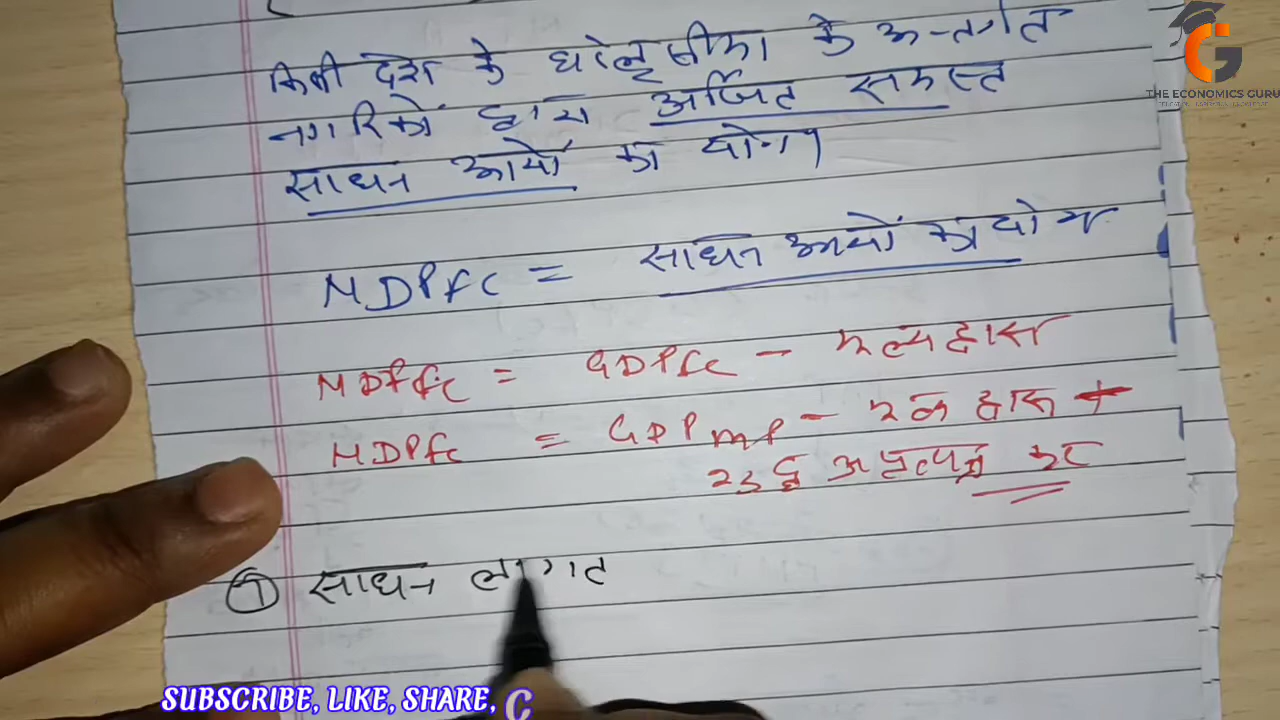 किसी देश के घरेलू सीमा के अन्तर्गत
नागरिकों द्वारा अर्जित समस्त
साधन आयों का योग।
NDPfc = साधन आयों का योग
NDPfc = GDPfc - मूल्यह्रास
NDPfc = GDPmp - मूल्यह्रास +
शुद्ध अप्रत्यक्ष कर
① साधन लागत
G
THE ECONOMICS GURU
SUBSCRIBE, LIKE, SHARE, C